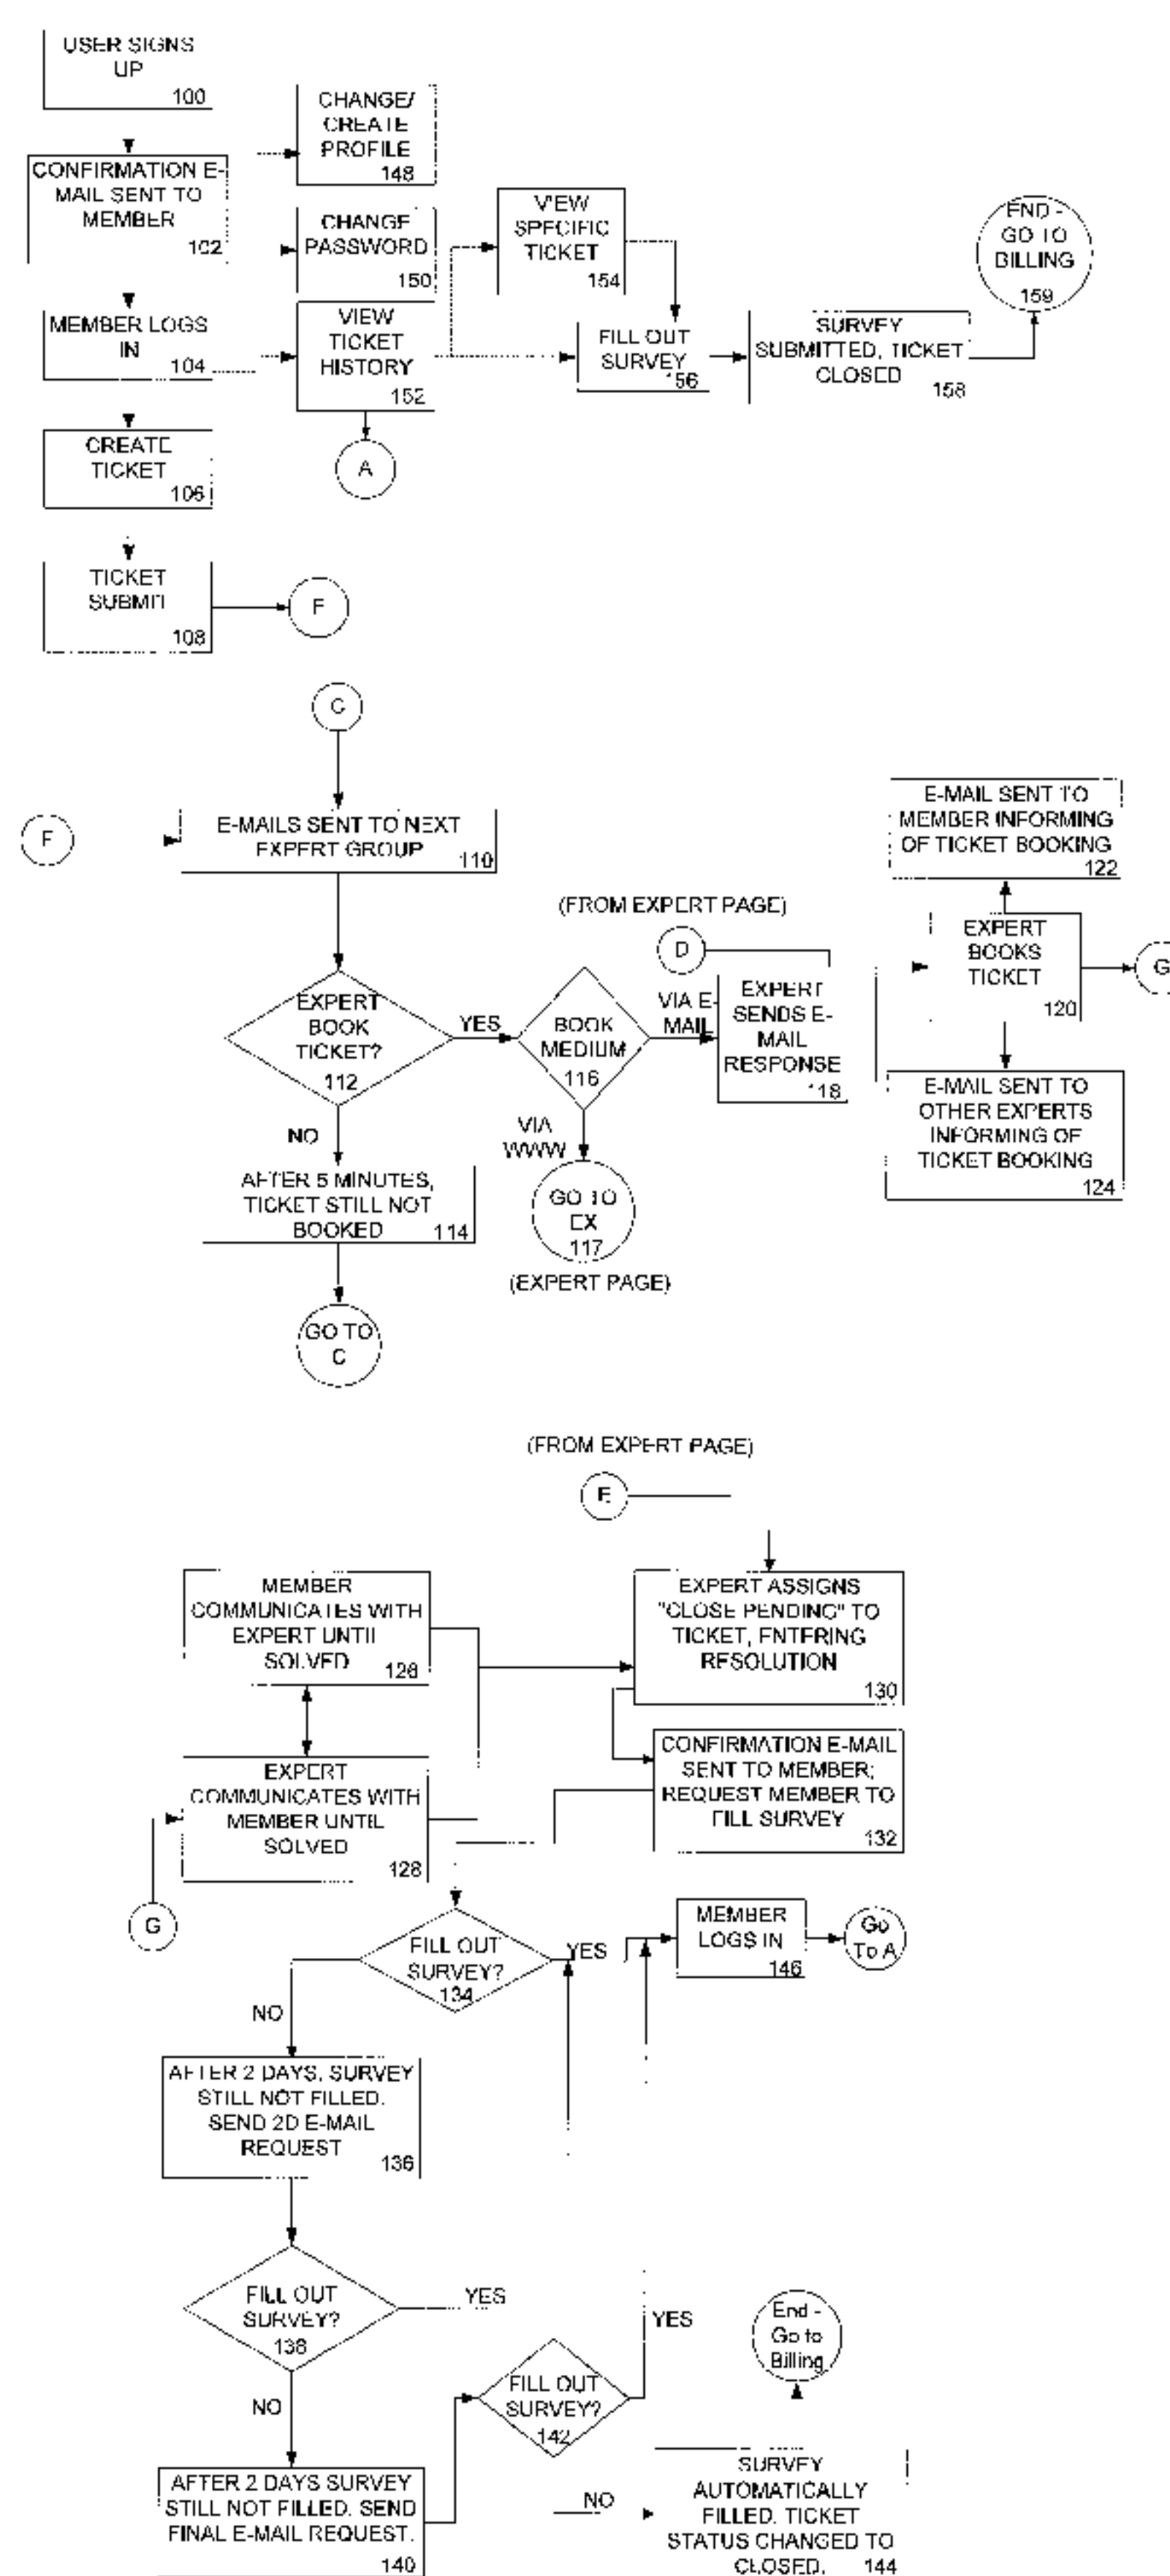 USER SIGNS
UP
100
CONFIRMATION E-
MAIL SENT TO
MEMBER
102
MEMBER LOGS
IN
104
CREATE
TICKET
106
TICKET
SUBMIT
108
F
CHANGE/
CREATE
PROFILE
148
CHANGE
PASSWORD
150
VIEW
TICKET
HISTORY
152
A
VIEW
SPECIFIC
TICKET
154
FILL OUT
SURVEY
156
SURVEY
SUBMITTED, TICKET
CLOSED
158
END -
GO TO
BILLING
159
C
F
E-MAILS SENT TO NEXT
EXPERT GROUP
110
EXPERT
BOOK
TICKET?
112
YES
NO
AFTER 5 MINUTES,
TICKET STILL NOT
BOOKED
114
GO TO
C
BOOK
MEDIUM
116
VIA
WWW
GO TO
EX
117
(EXPERT PAGE)
(FROM EXPERT PAGE)
D
VIA E-
MAIL
EXPERT
SENDS E-
MAIL
RESPONSE
118
E-MAIL SENT TO
MEMBER INFORMING
OF TICKET BOOKING
122
EXPERT
BOOKS
TICKET
120
G
E-MAIL SENT TO
OTHER EXPERTS
INFORMING OF
TICKET BOOKING
124
(FROM EXPERT PAGE)
E
MEMBER
COMMUNICATES WITH
EXPERT UNTIL
SOLVED
126
EXPERT ASSIGNS
"CLOSE PENDING" TO
TICKET, ENTERING
RESOLUTION
130
EXPERT
COMMUNICATES WITH
MEMBER UNTIL
SOLVED
128
CONFIRMATION E-MAIL
SENT TO MEMBER;
REQUEST MEMBER TO
FILL SURVEY
132
G
FILL OUT
SURVEY?
134
YES
NO
MEMBER
LOGS IN
146
Go
To A
AFTER 2 DAYS, SURVEY
STILL NOT FILLED.
SEND 2D E-MAIL
REQUEST
136
FILL OUT
SURVEY?
138
YES
NO
AFTER 2 DAYS SURVEY
STILL NOT FILLED. SEND
FINAL E-MAIL REQUEST.
140
FILL OUT
SURVEY?
142
YES
NO
SURVEY
AUTOMATICALLY
FILLED. TICKET
STATUS CHANGED TO
CLOSED.
144
End -
Go to
Billing